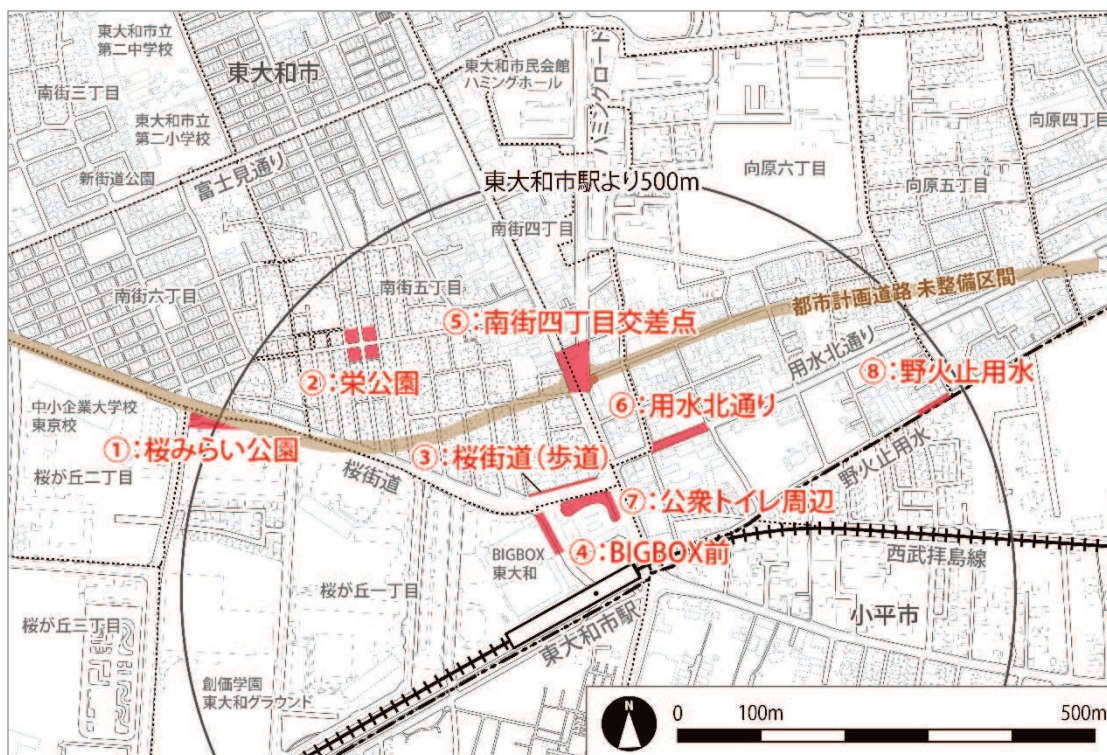 東大和市立
第二中学校
東大和市
東大和市民会館
ハミングホール
ハミングロード
南街三丁目
東大和市立
第二小学校
新街道公園
富士見通り
向原四丁目
向原六丁目
向原五丁目
東大和市駅より500m
南街四丁目
南街六丁目
南街五丁目
都市計画道路 未整備区間
⑤：南街四丁目交差点
用水北通り
②：栄公園
⑧：野火止用水
中小企業大学校
東京校
⑥：用水北通り
①：桜みらい公園
③：桜街道（歩道）
桜街道
野火止用水
桜が丘二丁目
⑦：公衆トイレ周辺
BIGBOX
東大和
④：BIGBOX前
西武拝島線
桜が丘一丁目
小平市
桜が丘三丁目
東大和市駅
創価学園
東大和グラウンド
N
0 100m 500m